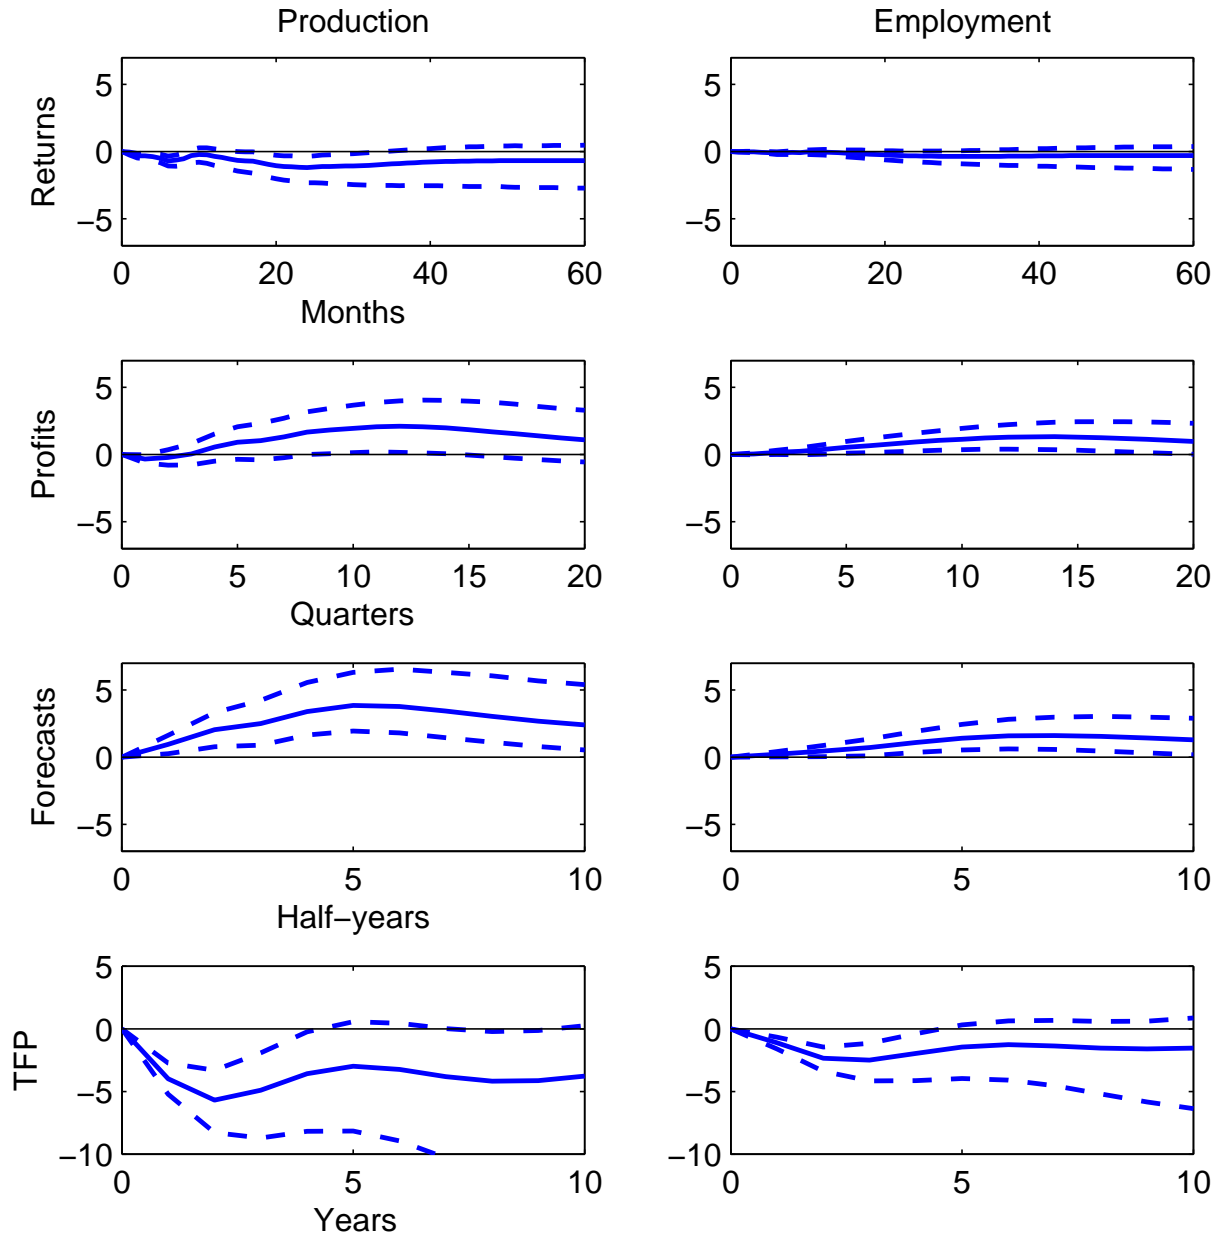 Production Employment
Returns
5 5
0 0
−5 −5
0 20 40 60 0 20 40 60
Months
Profits
5 5
0 0
−5 −5
0 5 10 15 20 0 5 10 15 20
Quarters
Forecasts
5 5
0 0
−5 −5
0 5 10 0 5 10
Half−years
TFP
5 5
0 0
−5 −5
−10 −10
0 5 10 0 5 10
Years